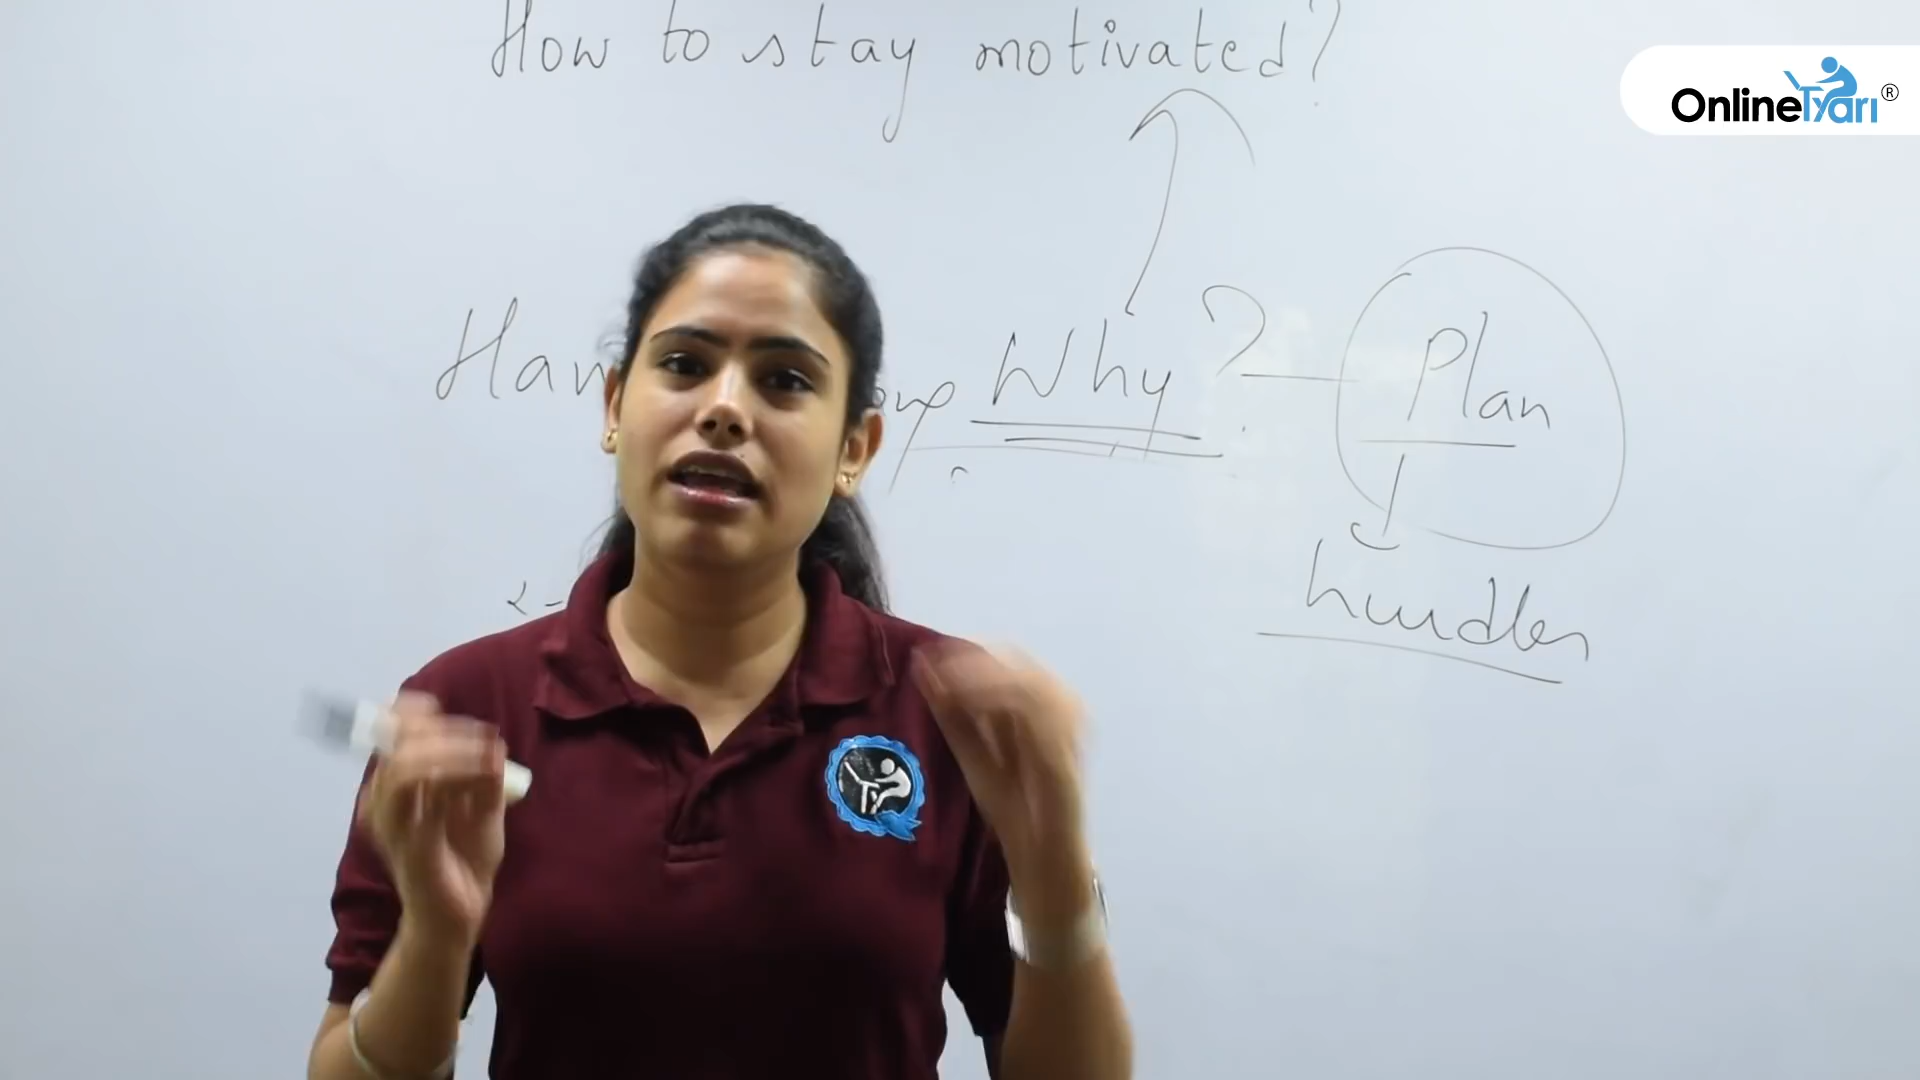 How to stay motivated?
OnlineTyari®
Why? — Plan
hurdles